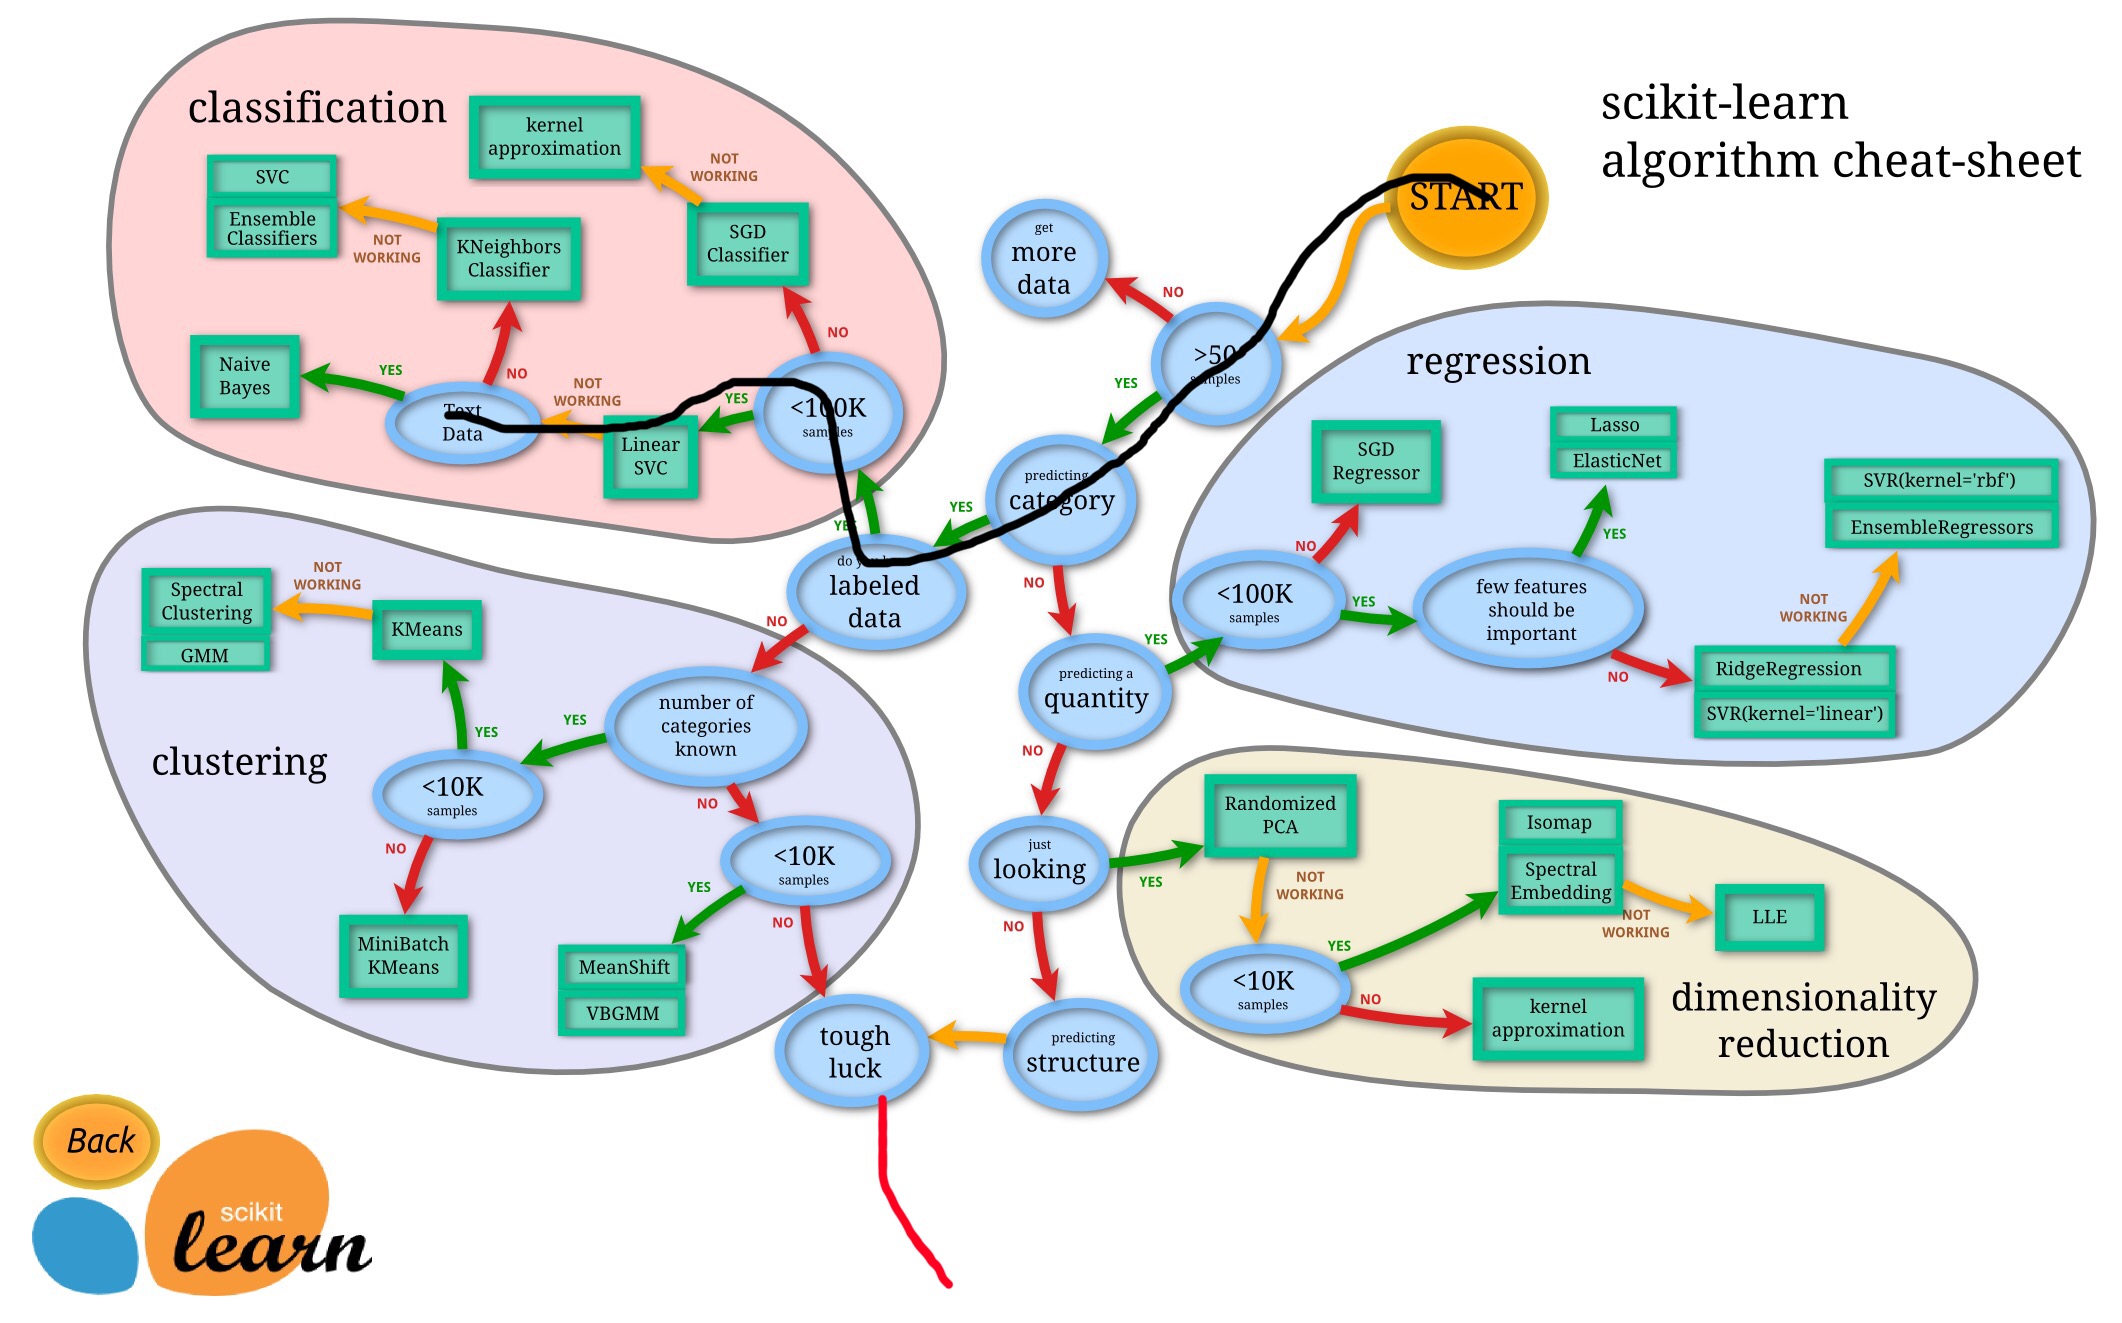 scikit-learn
algorithm cheat-sheet
classification
kernel
approximation
NOT
WORKING
SVC
Ensemble
Classifiers
NOT
WORKING
KNeighbors
Classifier
SGD
Classifier
NO
Naive
Bayes
YES
NO
Text
Data
NOT
WORKING
Linear
SVC
YES
<100K
samples
YES
START
get
more
data
NO
>50
samples
YES
predicting
category
YES
NO
labeled
data
NO
predicting a
quantity
YES
NO
just
looking
YES
NO
predicting
structure
tough
luck
regression
SGD
Regressor
NO
<100K
samples
YES
Lasso
ElasticNet
YES
few features
should be
important
NO
SVR(kernel='rbf')
EnsembleRegressors
NOT
WORKING
RidgeRegression
SVR(kernel='linear')
clustering
Spectral
Clustering
GMM
NOT
WORKING
KMeans
YES
<10K
samples
YES
number of
categories
known
NO
NO
MiniBatch
KMeans
<10K
samples
YES
NO
MeanShift
VBGMM
dimensionality
reduction
Randomized
PCA
NOT
WORKING
<10K
samples
YES
NO
Isomap
Spectral
Embedding
NOT
WORKING
LLE
kernel
approximation
Back
scikit
learn